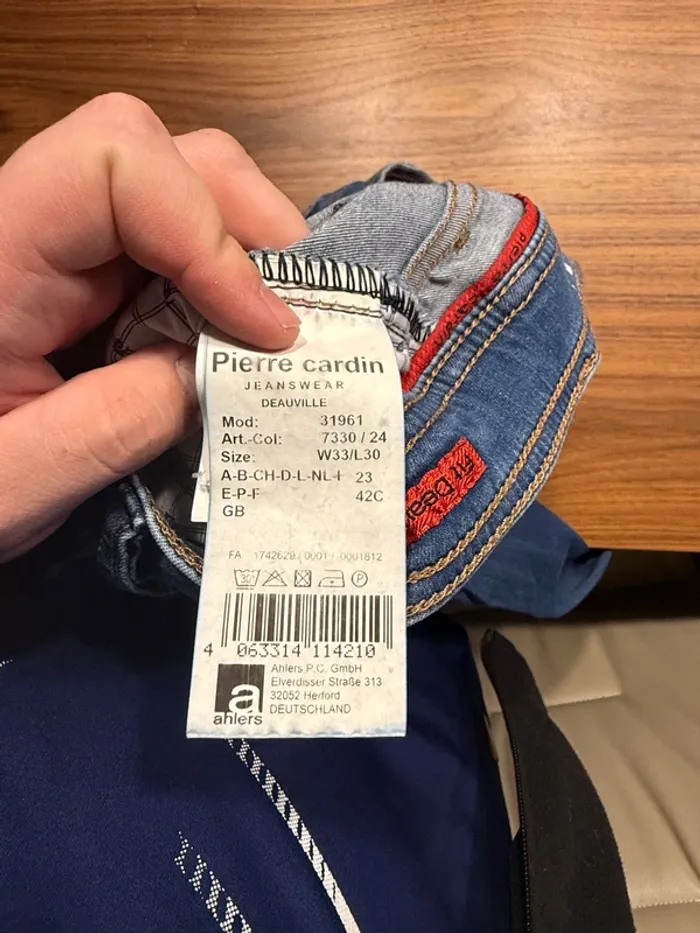 Pierre cardin
JEANSWEAR
DEAUVILLE
Mod: 31961
Art.-Col: 7330 / 24
Size: W33/L30
A-B-CH-D-L-NL-I 23
E-P-F 42C
GB
FA 1742629 / 0001 / 0001812
30°
P
4 063314 114210
a
ahlers
Ahlers P.C. GmbH
Elverdisser Straße 313
32052 Herford
DEUTSCHLAND